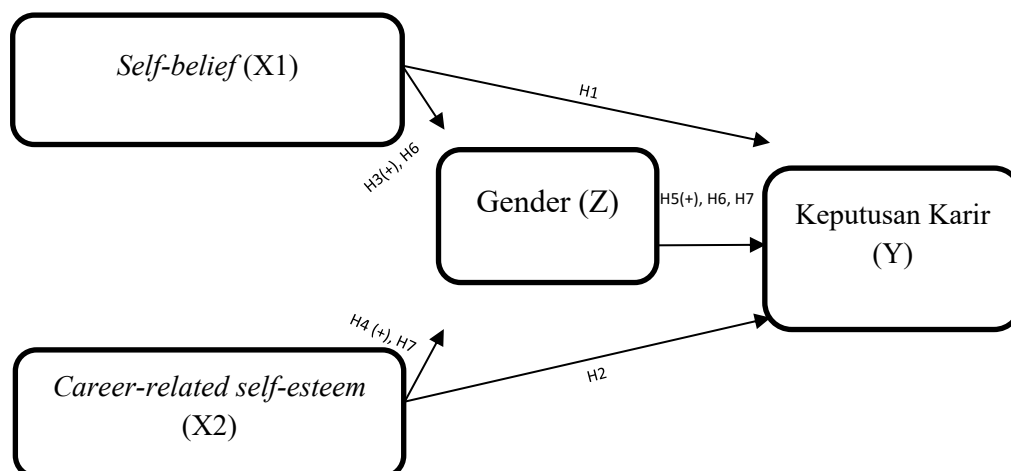 Self-belief (X1)
H1
H3(+), H6
Gender (Z)
H5(+), H6, H7
Keputusan Karir
(Y)
H4 (+), H7
H2
Career-related self-esteem
(X2)